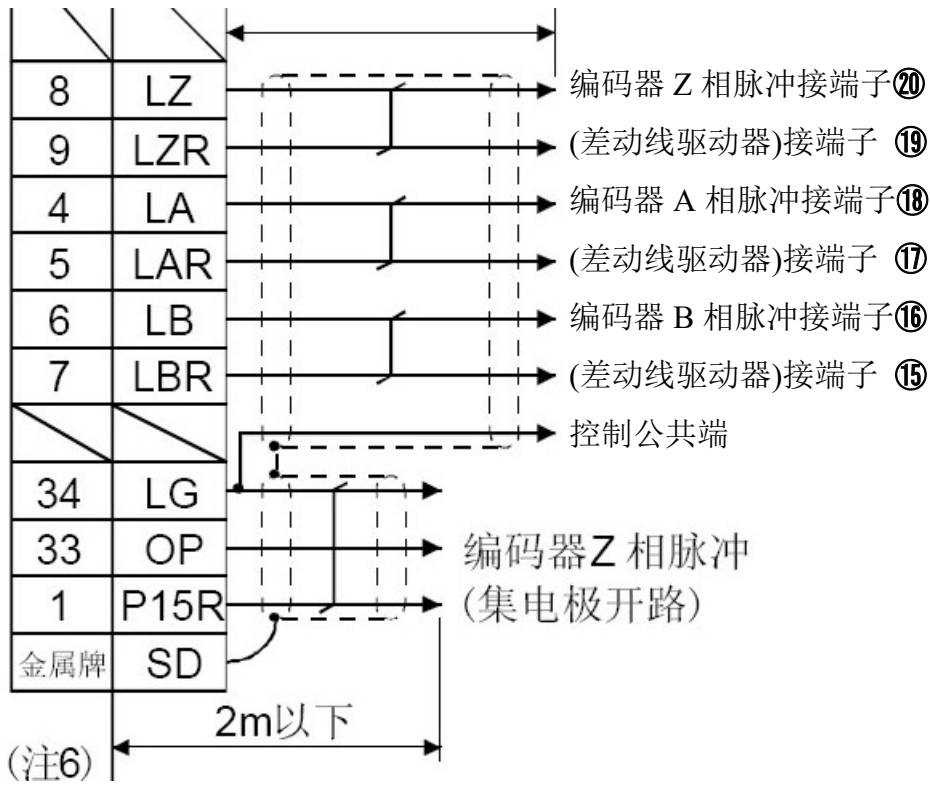 8 LZ 编码器 Z 相脉冲接端子⑳
9 LZR (差动线驱动器)接端子 ⑲
4 LA 编码器 A 相脉冲接端子⑱
5 LAR (差动线驱动器)接端子 ⑰
6 LB 编码器 B 相脉冲接端子⑯
7 LBR (差动线驱动器)接端子 ⑮
控制公共端
34 LG
33 OP 编码器Z 相脉冲
1 P15R (集电极开路)
金属牌 SD
2m以下
(注6)